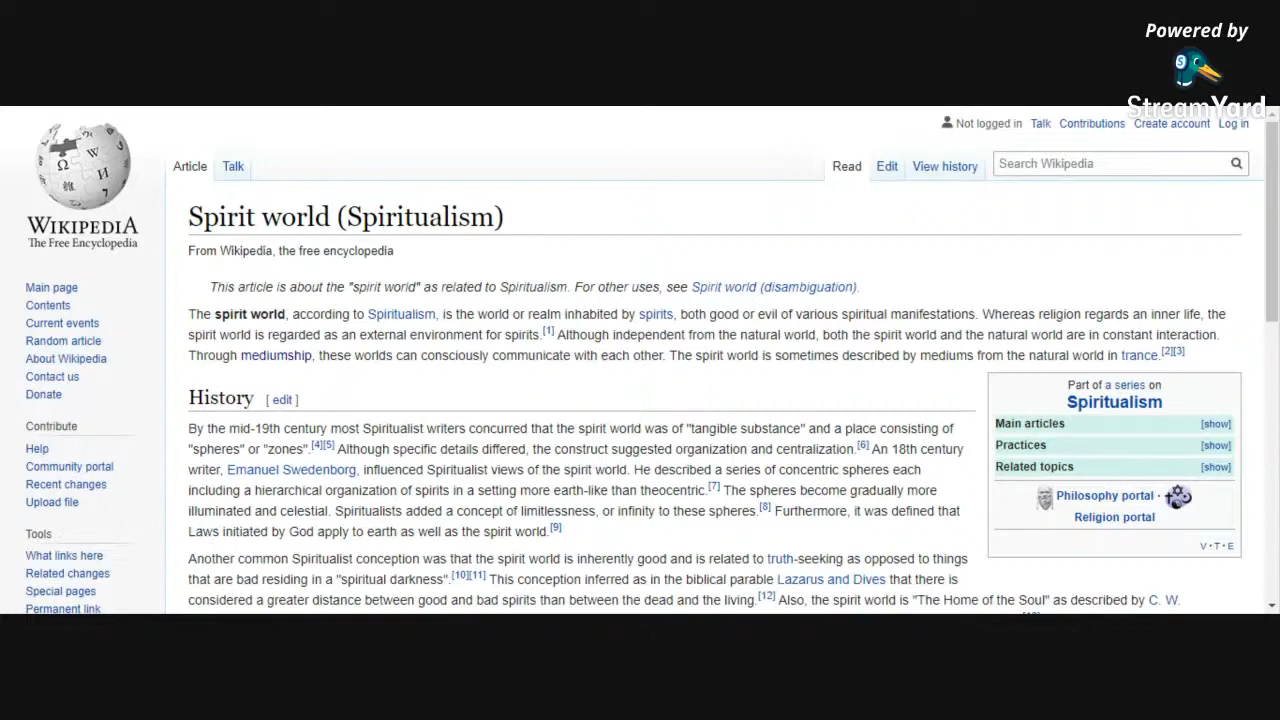 Powered by
StreamYard
Not logged in Talk Contributions Create account Log in
Article Talk Read Edit View history Search Wikipedia
WIKIPEDIA
The Free Encyclopedia
Main page
Contents
Current events
Random article
About Wikipedia
Contact us
Donate
Contribute
Help
Community portal
Recent changes
Upload file
Tools
What links here
Related changes
Special pages
Permanent link
Spirit world (Spiritualism)
From Wikipedia, the free encyclopedia
This article is about the "spirit world" as related to Spiritualism. For other uses, see Spirit world (disambiguation).
The spirit world, according to Spiritualism, is the world or realm inhabited by spirits, both good or evil of various spiritual manifestations. Whereas religion regards an inner life, the
spirit world is regarded as an external environment for spirits.[1] Although independent from the natural world, both the spirit world and the natural world are in constant interaction.
Through mediumship, these worlds can consciously communicate with each other. The spirit world is sometimes described by mediums from the natural world in trance.[2][3]
History [ edit ]
By the mid-19th century most Spiritualist writers concurred that the spirit world was of "tangible substance" and a place consisting of
"spheres" or "zones".[4][5] Although specific details differed, the construct suggested organization and centralization.[6] An 18th century
writer, Emanuel Swedenborg, influenced Spiritualist views of the spirit world. He described a series of concentric spheres each
including a hierarchical organization of spirits in a setting more earth-like than theocentric.[7] The spheres become gradually more
illuminated and celestial. Spiritualists added a concept of limitlessness, or infinity to these spheres.[8] Furthermore, it was defined that
Laws initiated by God apply to earth as well as the spirit world.[9]
Another common Spiritualist conception was that the spirit world is inherently good and is related to truth-seeking as opposed to things
that are bad residing in a "spiritual darkness".[10][11] This conception inferred as in the biblical parable Lazarus and Dives that there is
considered a greater distance between good and bad spirits than between the dead and the living.[12] Also, the spirit world is "The Home of the Soul" as described by C. W.
Part of a series on
Spiritualism
Main articles [show]
Practices [show]
Related topics [show]
Philosophy portal ·
Religion portal
V · T · E